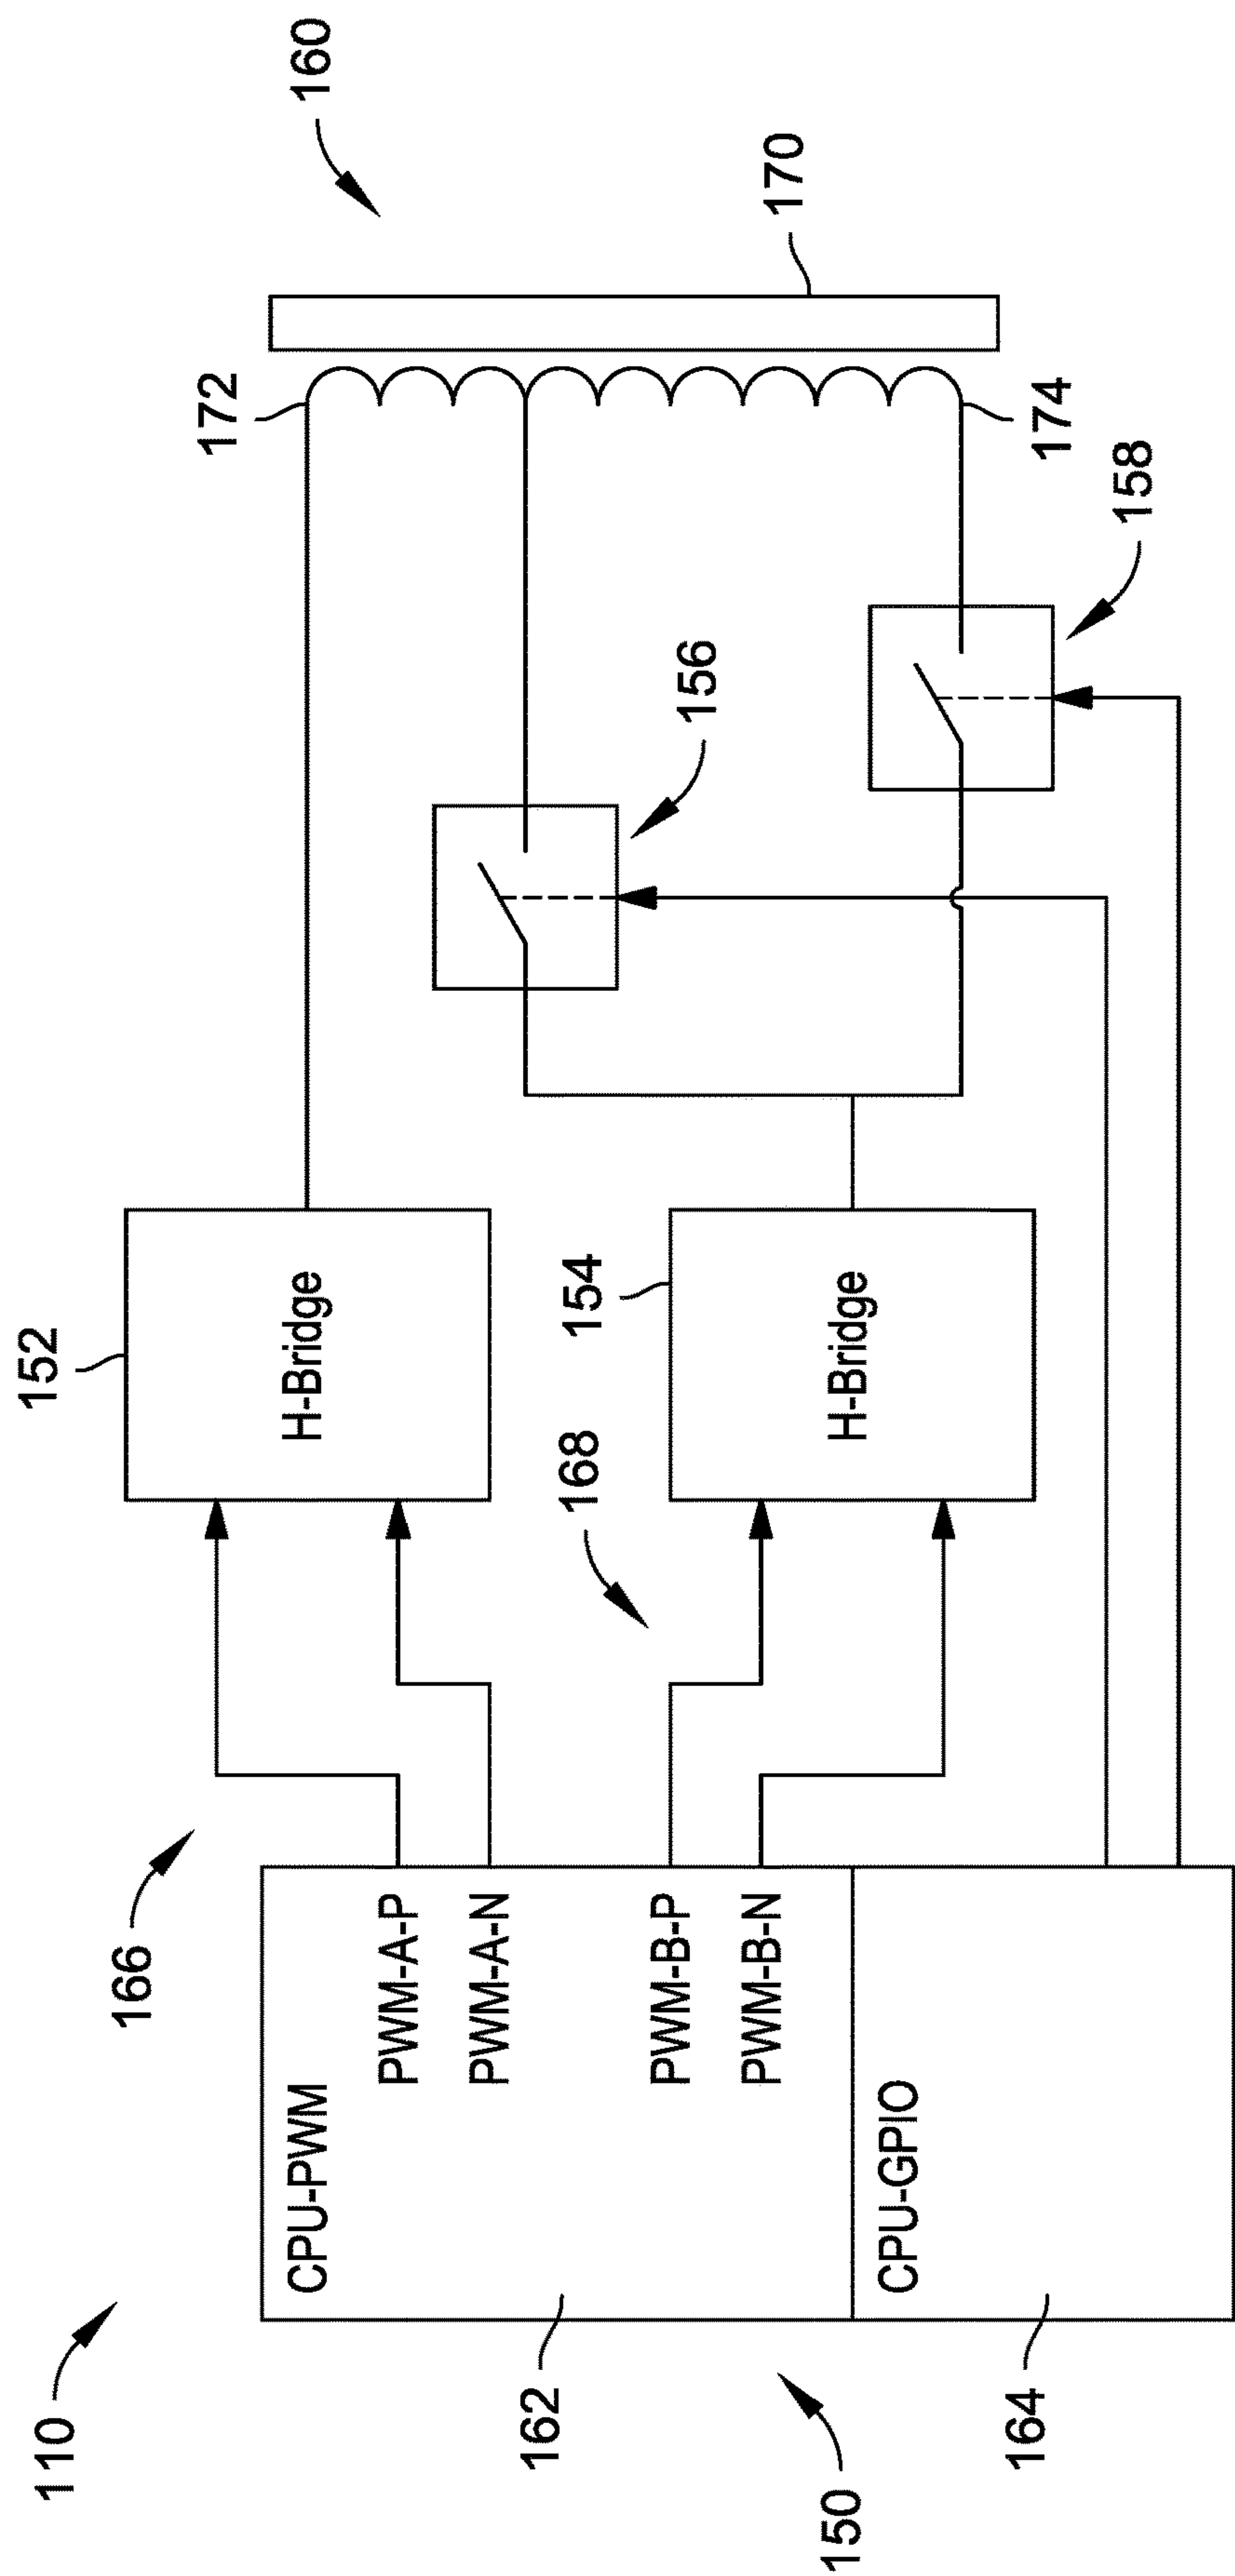 110
150
CPU-PWM
162
PWM-A-P
PWM-A-N
PWM-B-P
PWM-B-N
CPU-GPIO
164
166
168
152
H-Bridge
154
H-Bridge
156
158
172
174
170
160